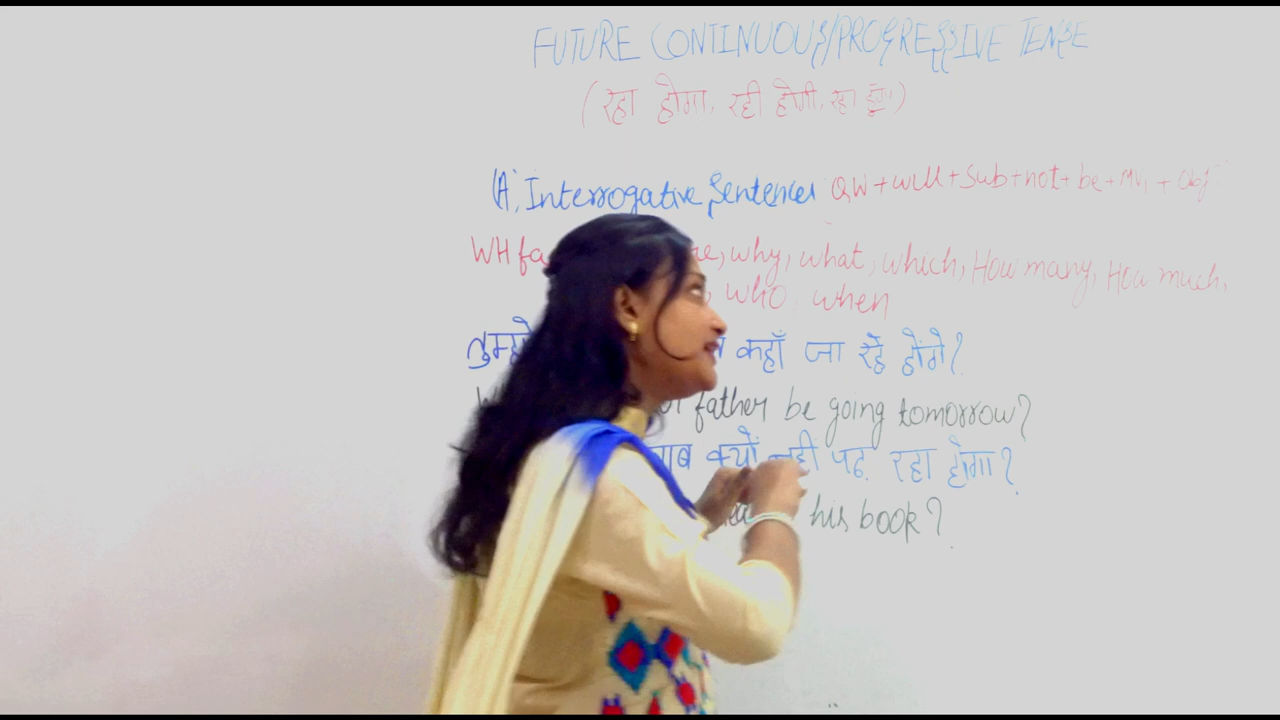 FUTURE CONTINUOUS/PROGRESSIVE TENSE
(रहा होगा, रही होगी, रहा हूँगा)
(A) Interrogative Sentences QW+will+Sub+not+be+MV1+obj
WH why, what, which, How many, How much,
who, when
कहाँ जा रहे होंगे?
father be going tomorrow?
क्यों नही पढ़ रहा होगा?
his book?